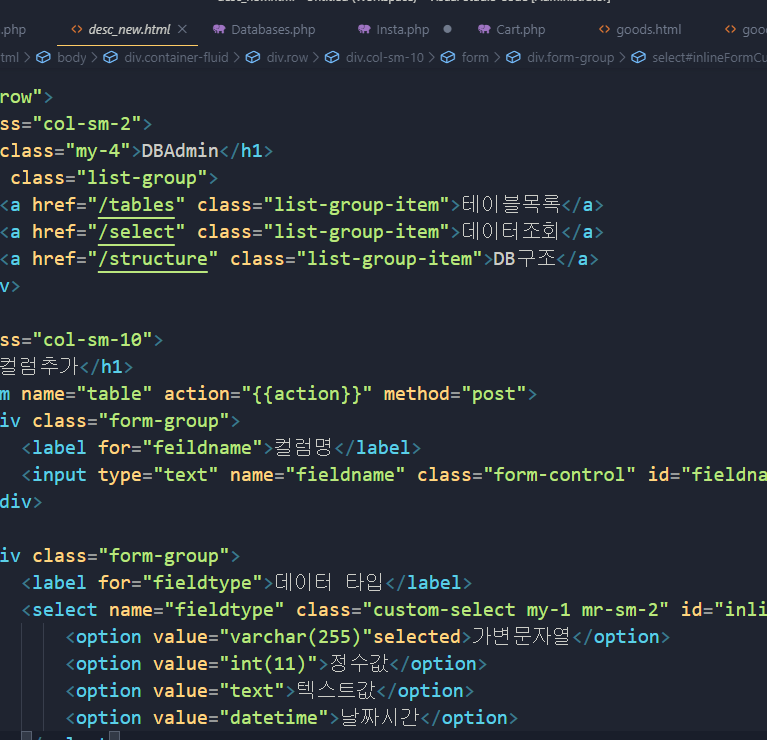 .php desc_new.html Databases.php Insta.php Cart.php goods.html
body div.container-fluid div.row div.col-sm-10 form div.form-group select#inlineFormCu
row">
ss="col-sm-2">
class="my-4">DBAdmin</h1>
class="list-group">
<a href="/tables" class="list-group-item">테이블목록</a>
<a href="/select" class="list-group-item">데이터조회</a>
<a href="/structure" class="list-group-item">DB구조</a>
v>
ss="col-sm-10">
컬럼추가</h1>
m name="table" action="{{action}}" method="post">
iv class="form-group">
<label for="feildname">컬럼명</label>
<input type="text" name="fieldname" class="form-control" id="fieldna
div>
iv class="form-group">
<label for="fieldtype">데이터 타입</label>
<select name="fieldtype" class="custom-select my-1 mr-sm-2" id="inli
<option value="varchar(255)"selected>가변문자열</option>
<option value="int(11)">정수값</option>
<option value="text">텍스트값</option>
<option value="datetime">날짜시간</option>